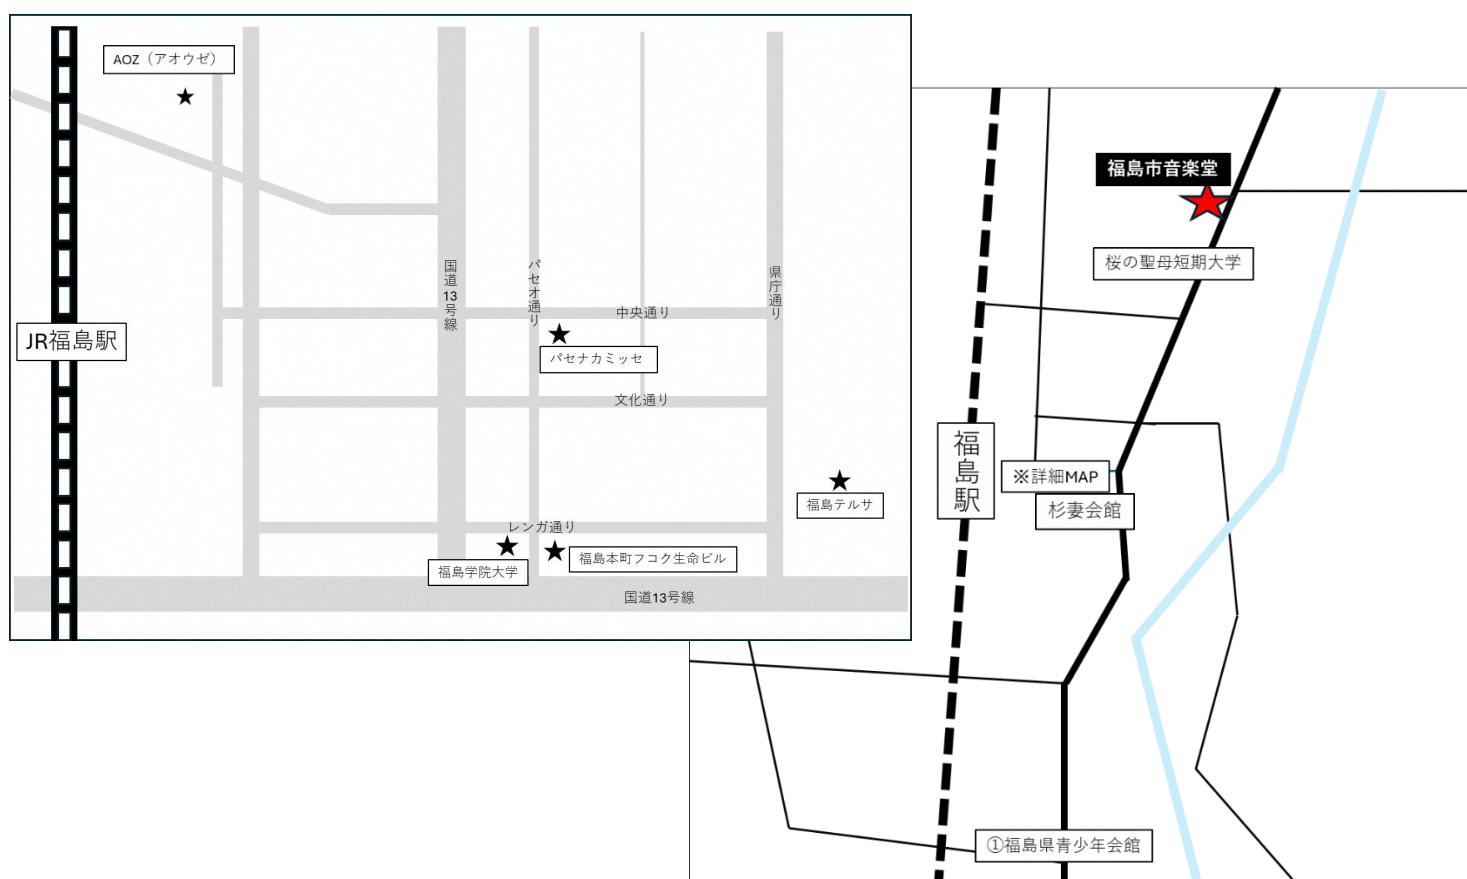 AOZ（アオウゼ）
JR福島駅
国道13号線
パセオ通り
県庁通り
中央通り
パセナカミッセ
文化通り
福島テルサ
レンガ通り
福島学院大学
福島本町フコク生命ビル
国道13号線
福島市音楽堂
桜の聖母短期大学
福島駅
※詳細MAP
杉妻会館
①福島県青少年会館